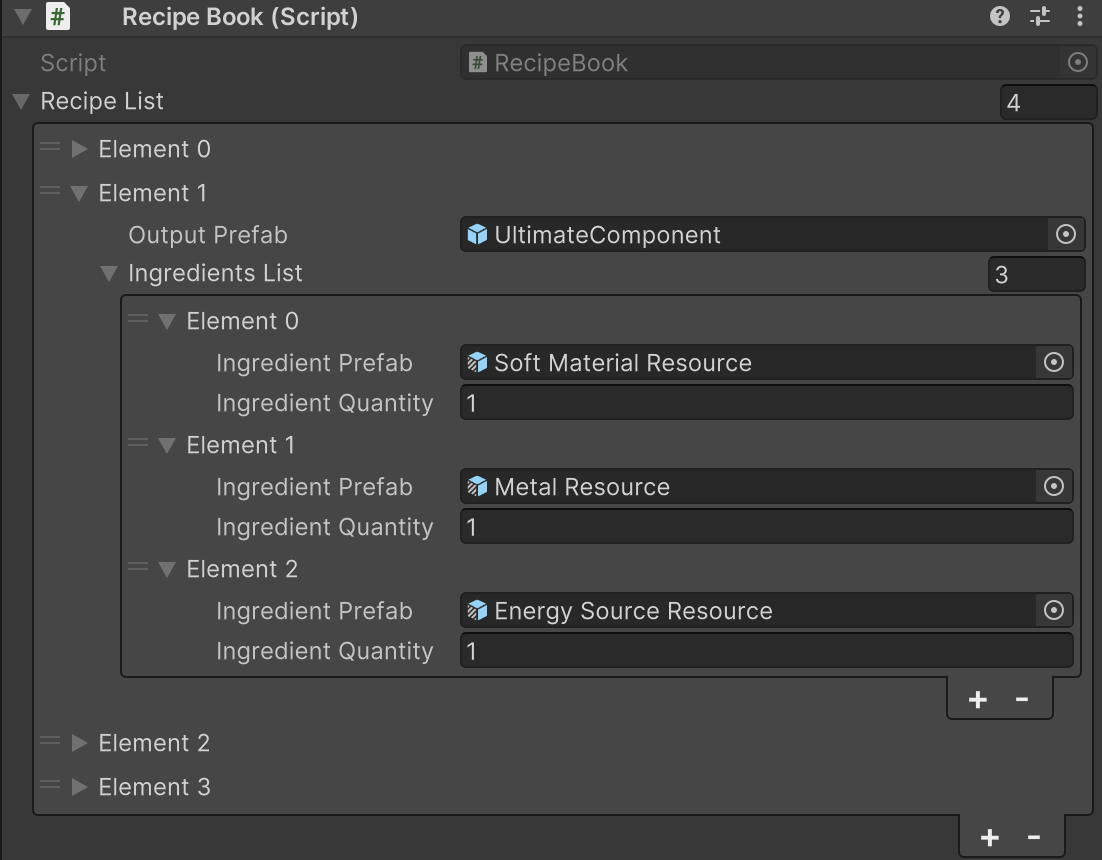 # Recipe Book (Script)
Script # RecipeBook
Recipe List 4
Element 0
Element 1
Output Prefab UltimateComponent
Ingredients List 3
Element 0
Ingredient Prefab Soft Material Resource
Ingredient Quantity 1
Element 1
Ingredient Prefab Metal Resource
Ingredient Quantity 1
Element 2
Ingredient Prefab Energy Source Resource
Ingredient Quantity 1
+ -
Element 2
Element 3
+ -